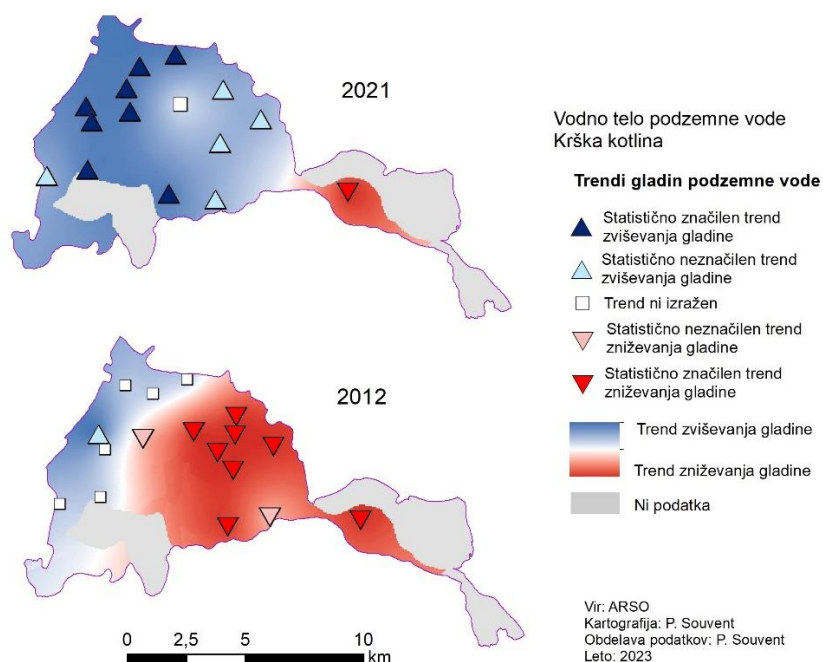 2021
Vodno telo podzemne vode
Krška kotlina
Trendi gladin podzemne vode
Statistično značilen trend
zviševanja gladine
Statistično neznačilen trend
zviševanja gladine
Trend ni izražen
Statistično neznačilen trend
zniževanja gladine
Statistično značilen trend
zniževanja gladine
Trend zviševanja gladine
Trend zniževanja gladine
Ni podatka
2012
0 2,5 5 10
km
Vir: ARSO
Kartografija: P. Souvent
Obdelava podatkov: P. Souvent
Leto: 2023